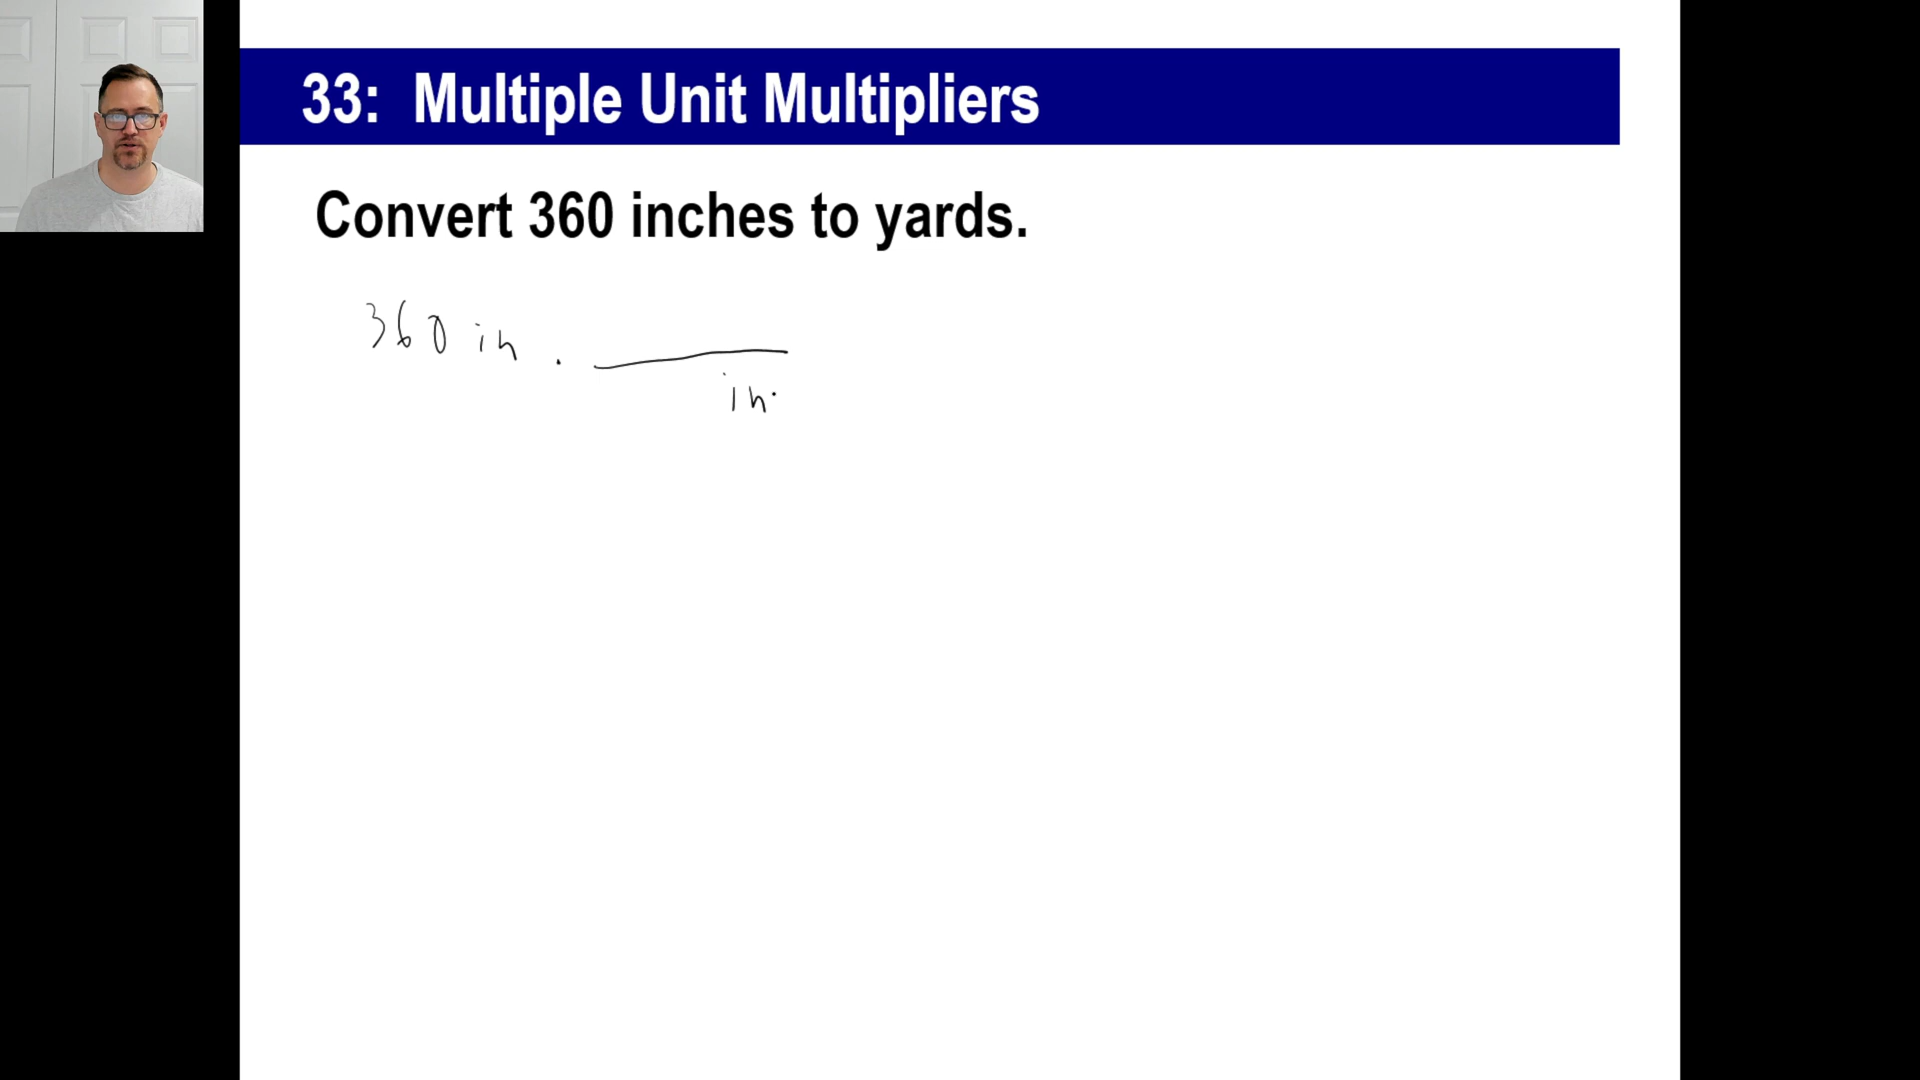 33: Multiple Unit Multipliers
Convert 360 inches to yards.
360 in .
in.